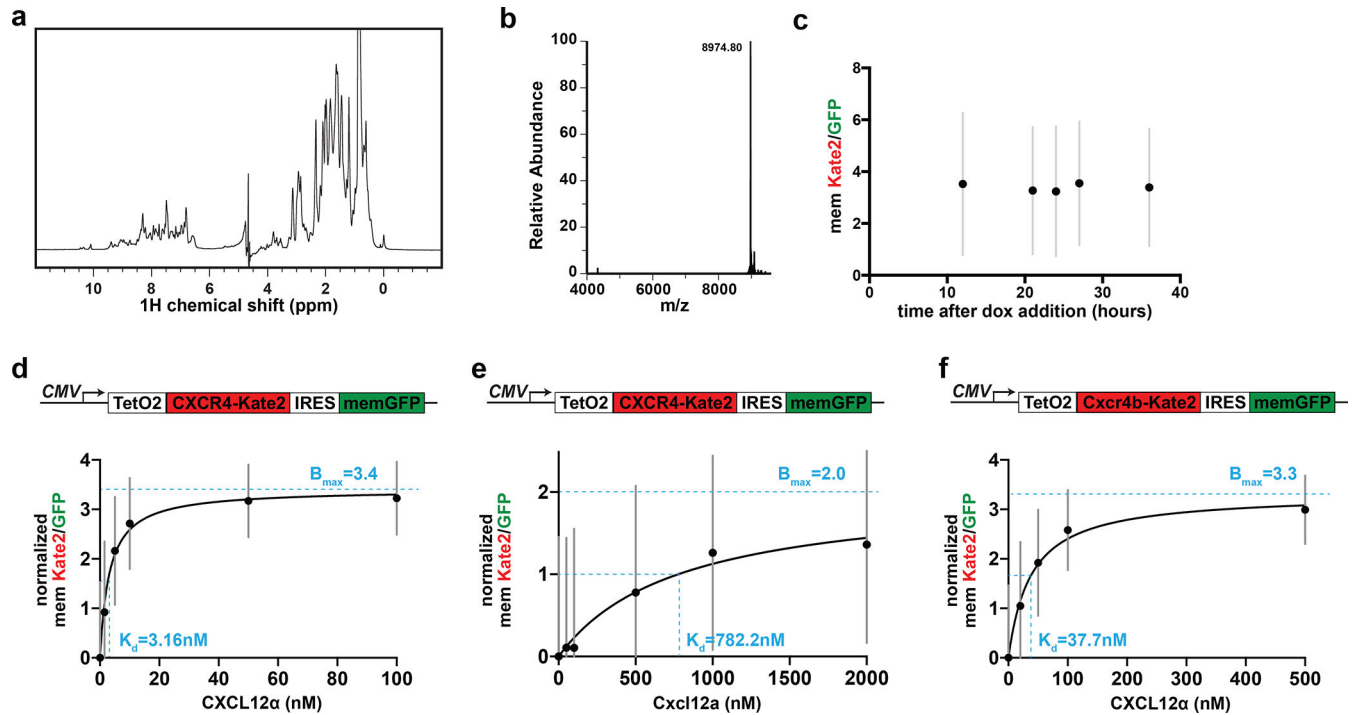 a
10 8 6 4 2 0
1H chemical shift (ppm)
b
8974.80
100
80
60
40
20
0
Relative Abundance
4000 6000 8000
m/z
c
8
6
4
2
0
mem Kate2/GFP
0 10 20 30 40
time after dox addition (hours)
d
CMV
TetO2 CXCR4-Kate2 IRES memGFP
4
3
2
1
0
normalized
mem Kate2/GFP
Bmax=3.4
Kd=3.16nM
0 20 40 60 80 100
CXCL12α (nM)
e
CMV
TetO2 CXCR4-Kate2 IRES memGFP
2
1
0
normalized
mem Kate2/GFP
Bmax=2.0
Kd=782.2nM
0 500 1000 1500 2000
Cxcl12a (nM)
f
CMV
TetO2 Cxcr4b-Kate2 IRES memGFP
4
3
2
1
0
normalized
mem Kate2/GFP
Bmax=3.3
Kd=37.7nM
0 100 200 300 400 500
CXCL12α (nM)